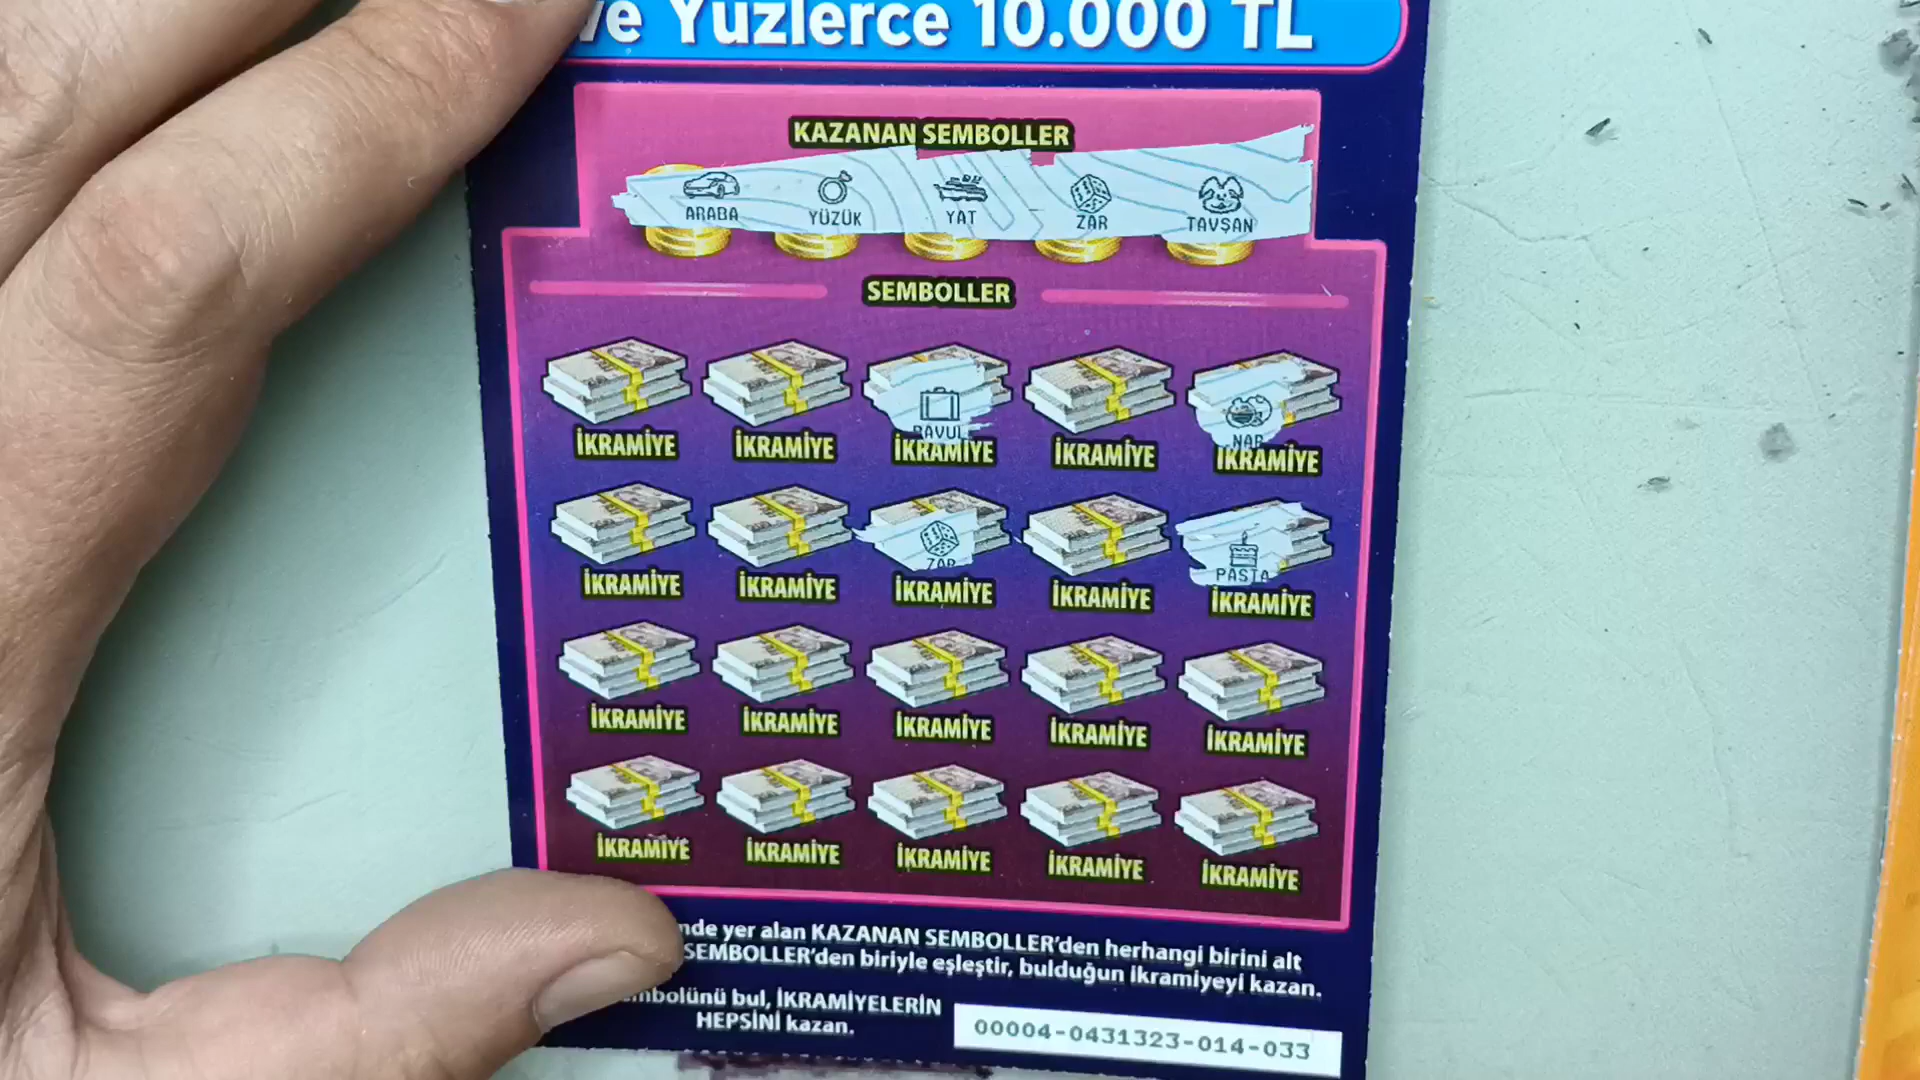 ve Yüzlerce 10.000 TL
KAZANAN SEMBOLLER
ARABA YÜZÜK YAT ZAR TAVŞAN
SEMBOLLER
BAVUL NAR
İKRAMİYE İKRAMİYE İKRAMİYE İKRAMİYE İKRAMİYE
ZAR PASTA
İKRAMİYE İKRAMİYE İKRAMİYE İKRAMİYE İKRAMİYE
İKRAMİYE İKRAMİYE İKRAMİYE İKRAMİYE İKRAMİYE
İKRAMİYE İKRAMİYE İKRAMİYE İKRAMİYE İKRAMİYE
yer alan KAZANAN SEMBOLLER'den herhangi birini alt
SEMBOLLER'den biriyle eşleştir, bulduğun ikramiyeyi kazan.
bul, İKRAMİYELERİN
HEPSİNİ kazan.
00004-0431323-014-033